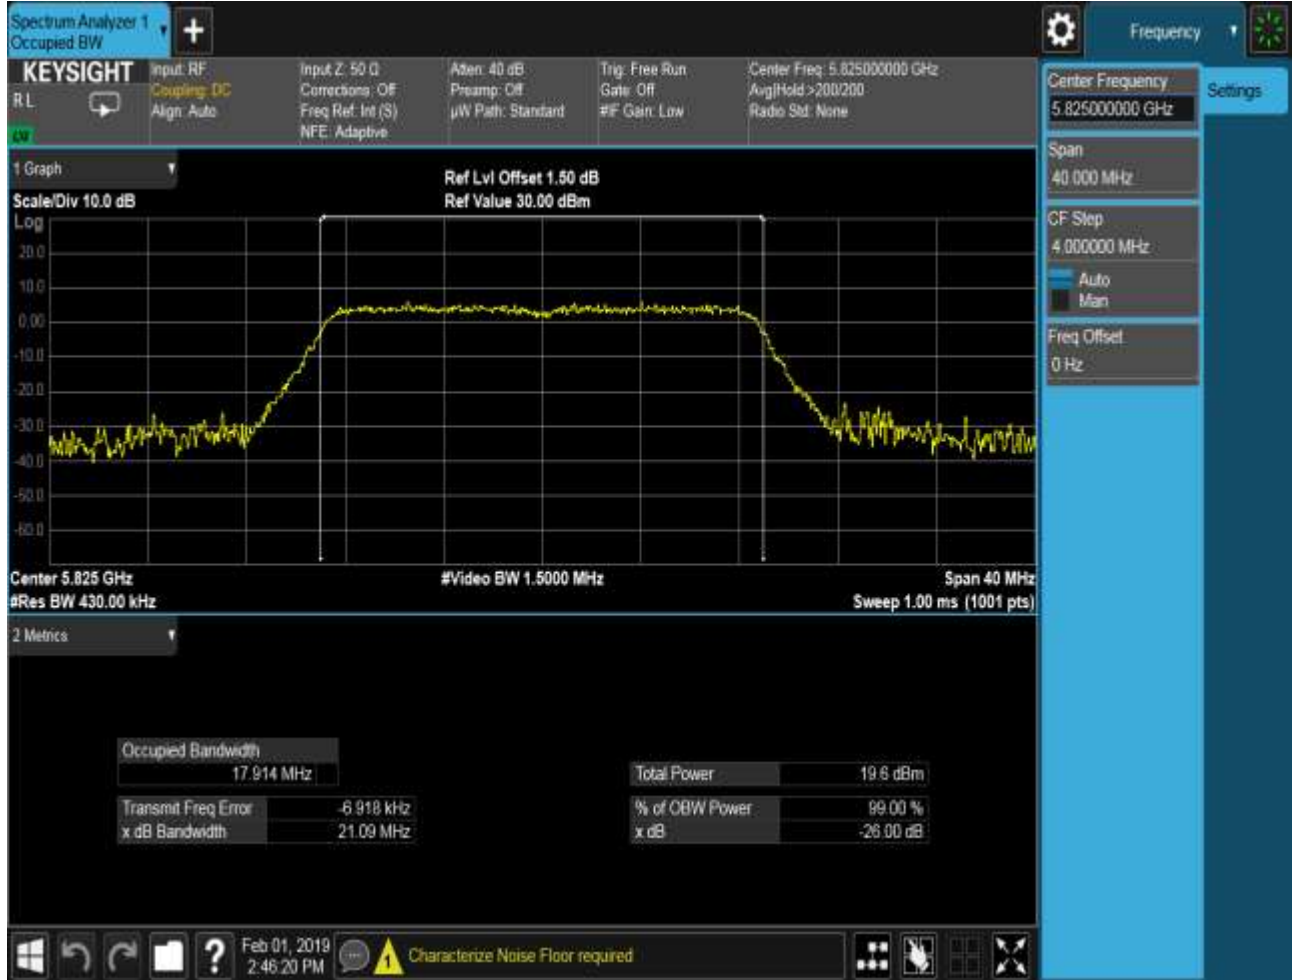 Spectrum Analyzer 1
Occupied BW
Frequency
KEYSIGHT
R L
Input: RF
Coupling: DC
Align: Auto
Input Z: 50 Ω
Corrections: Off
Freq Ref: Int (S)
NFE: Adaptive
Atten: 40 dB
Preamp: Off
µW Path: Standard
Trig: Free Run
Gate: Off
#IF Gain: Low
Center Freq: 5.825000000 GHz
Avg|Hold:>200/200
Radio Std: None
Center Frequency
5.825000000 GHz
Settings
Span
40.000 MHz
CF Step
4.000000 MHz
Auto
Man
Freq Offset
0 Hz
1 Graph
Scale/Div 10.0 dB
Ref Lvl Offset 1.50 dB
Ref Value 30.00 dBm
Log
20.0
10.0
0.00
-10.0
-20.0
-30.0
-40.0
-50.0
-60.0
Center 5.825 GHz
#Video BW 1.5000 MHz
Span 40 MHz
#Res BW 430.00 kHz
Sweep 1.00 ms (1001 pts)
2 Metrics
Occupied Bandwidth
17.914 MHz
Total Power 19.6 dBm
Transmit Freq Error -6.918 kHz
% of OBW Power 99.00 %
x dB Bandwidth 21.09 MHz
x dB -26.00 dB
Feb 01, 2019
2:46:20 PM
1
Characterize Noise Floor required